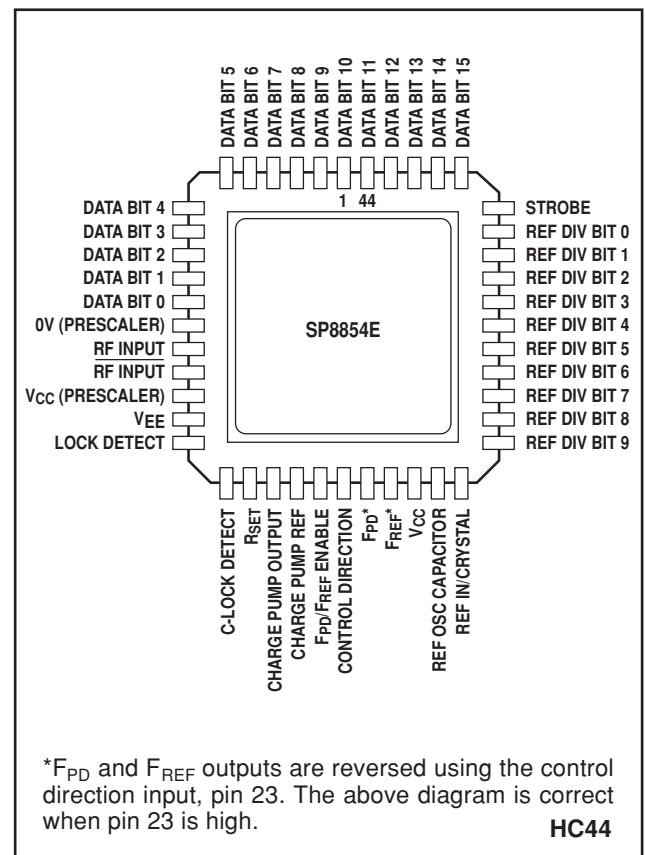 DATA BIT 5
DATA BIT 6
DATA BIT 7
DATA BIT 8
DATA BIT 9
DATA BIT 10
DATA BIT 11
DATA BIT 12
DATA BIT 13
DATA BIT 14
DATA BIT 15
1 44
DATA BIT 4
DATA BIT 3
DATA BIT 2
DATA BIT 1
DATA BIT 0
0V (PRESCALER)
RF INPUT
RF INPUT
VCC (PRESCALER)
VEE
LOCK DETECT
SP8854E
STROBE
REF DIV BIT 0
REF DIV BIT 1
REF DIV BIT 2
REF DIV BIT 3
REF DIV BIT 4
REF DIV BIT 5
REF DIV BIT 6
REF DIV BIT 7
REF DIV BIT 8
REF DIV BIT 9
C-LOCK DETECT
RSET
CHARGE PUMP OUTPUT
CHARGE PUMP REF
FPD/FREF ENABLE
CONTROL DIRECTION
FPD*
FREF*
VCC
REF OSC CAPACITOR
REF IN/CRYSTAL
*FPD and FREF outputs are reversed using the control
direction input, pin 23. The above diagram is correct
when pin 23 is high.
HC44